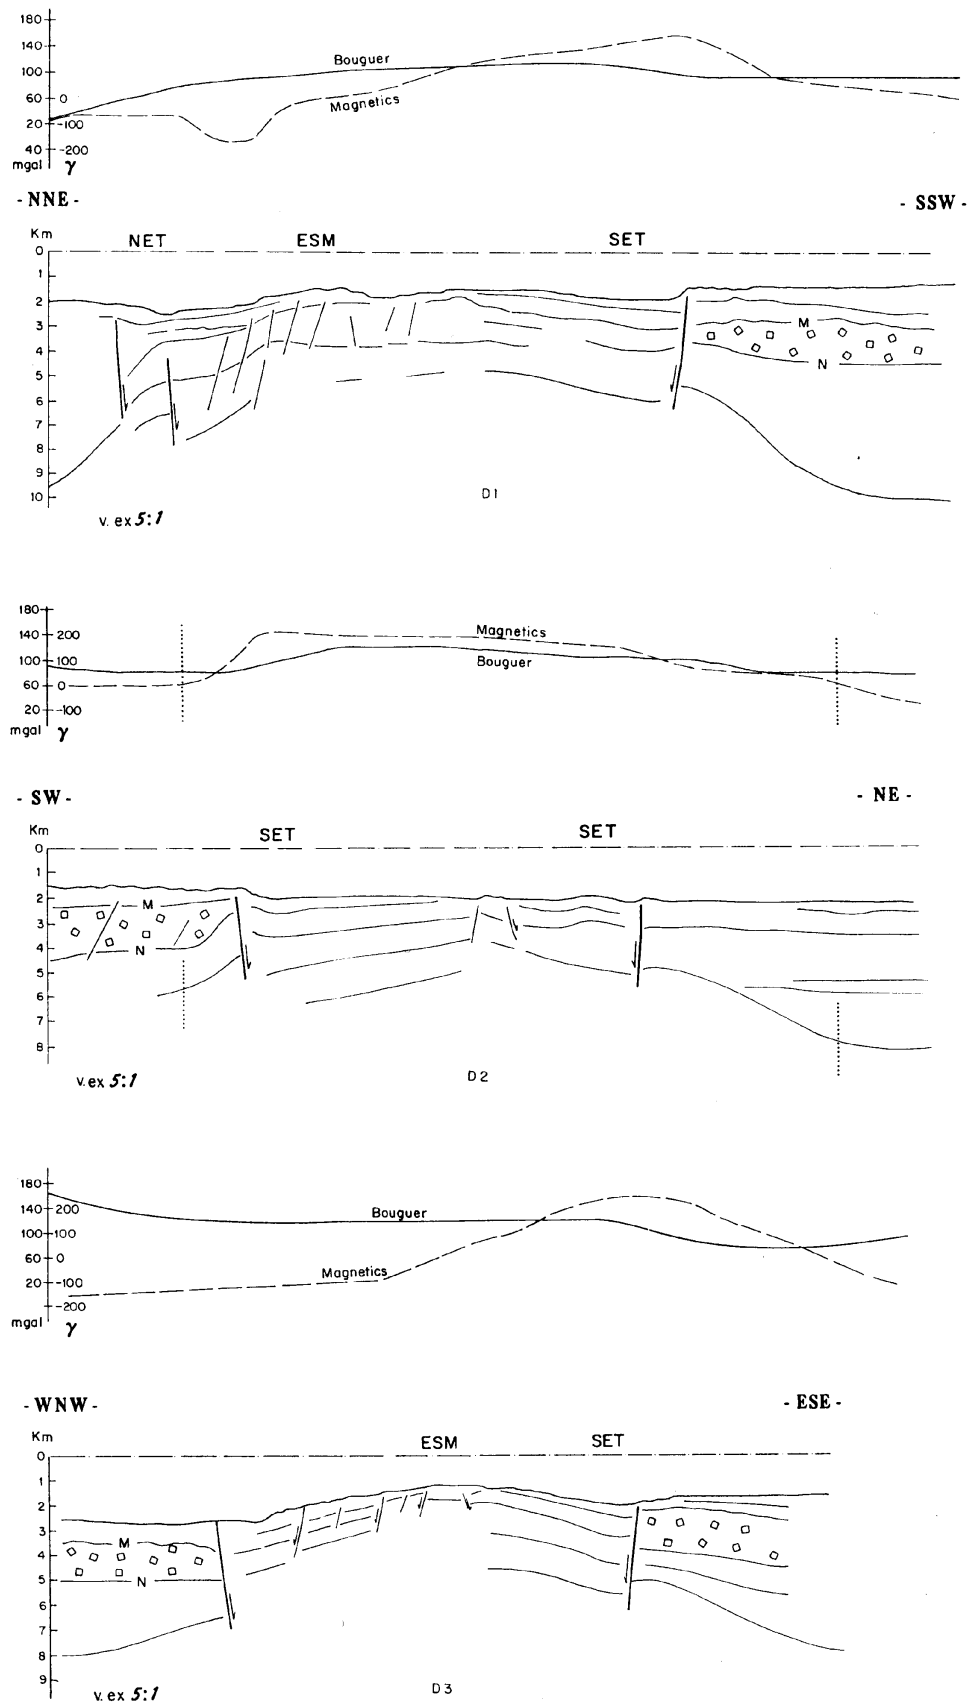 180
140
100
60 0
20 -100
40 -200
mgal γ
Bouguer
Magnetics
- NNE -
- SSW -
Km
NET ESM SET
0
1
2
3
4
5
6
7
8
9
10
M
N
D1
v. ex 5:1
180
140 200
100 100
60 0
20 -100
mgal γ
Magnetics
Bouguer
- SW -
- NE -
Km
SET SET
0
1
2
3
4
5
6
7
8
M
N
v. ex 5:1
D2
180
140 200
100 100
60 0
20 -100
-200
mgal γ
Bouguer
Magnetics
- WNW -
- ESE -
Km
ESM SET
0
1
2
3
4
5
6
7
8
9
M
N
v. ex 5:1
D3